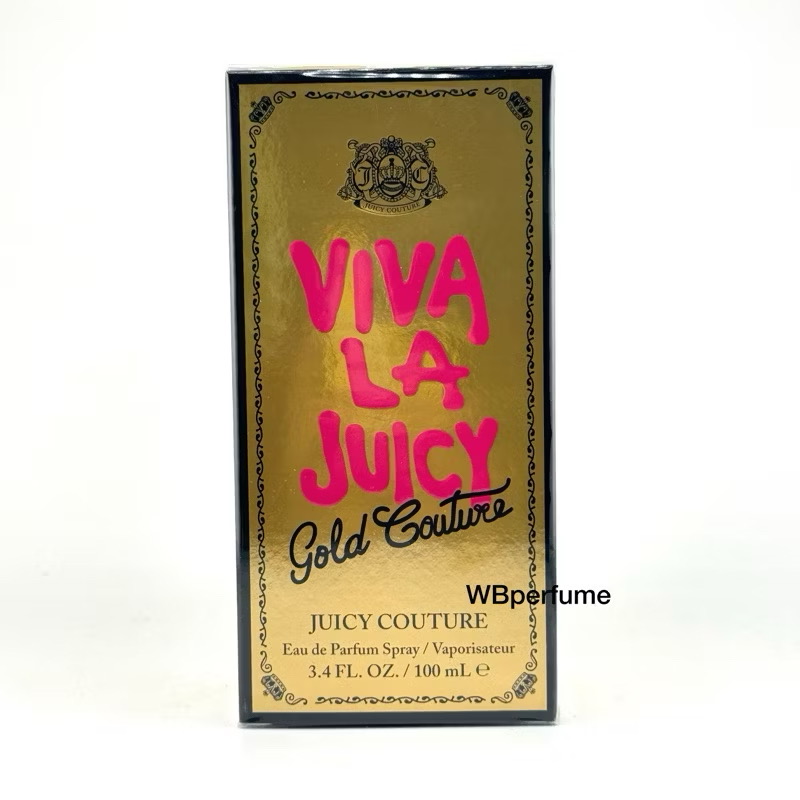 J C
JUICY COUTURE
VIVA
LA
JUICY
Gold Couture
WBperfume
JUICY COUTURE
Eau de Parfum Spray / Vaporisateur
3.4 FL. OZ. / 100 mL ℮